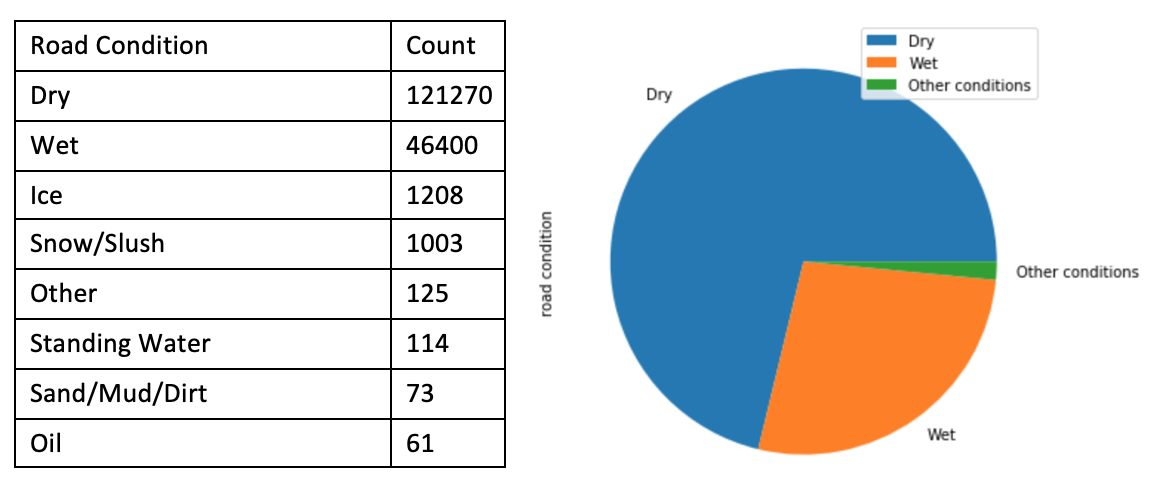 Road Condition Count
Dry 121270
Wet 46400
Ice 1208
Snow/Slush 1003
Other 125
Standing Water 114
Sand/Mud/Dirt 73
Oil 61
Dry
Wet
Other conditions
Dry
road condition
Other conditions
Wet